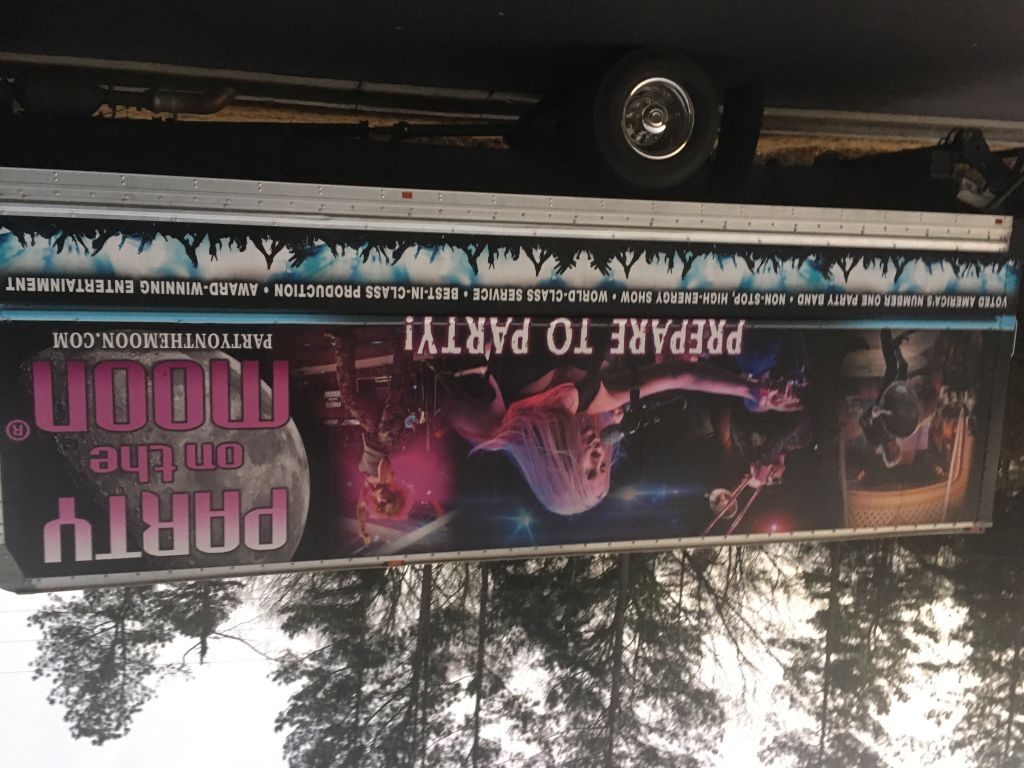 PARTY
on the
moon®
PARTYONTHEMOON.COM
PREPARE TO PARTY!
VOTED AMERICA'S NUMBER ONE PARTY BAND • NON-STOP, HIGH-ENERGY SHOW • WORLD-CLASS SERVICE • BEST-IN-CLASS PRODUCTION • AWARD-WINNING ENTERTAINMENT